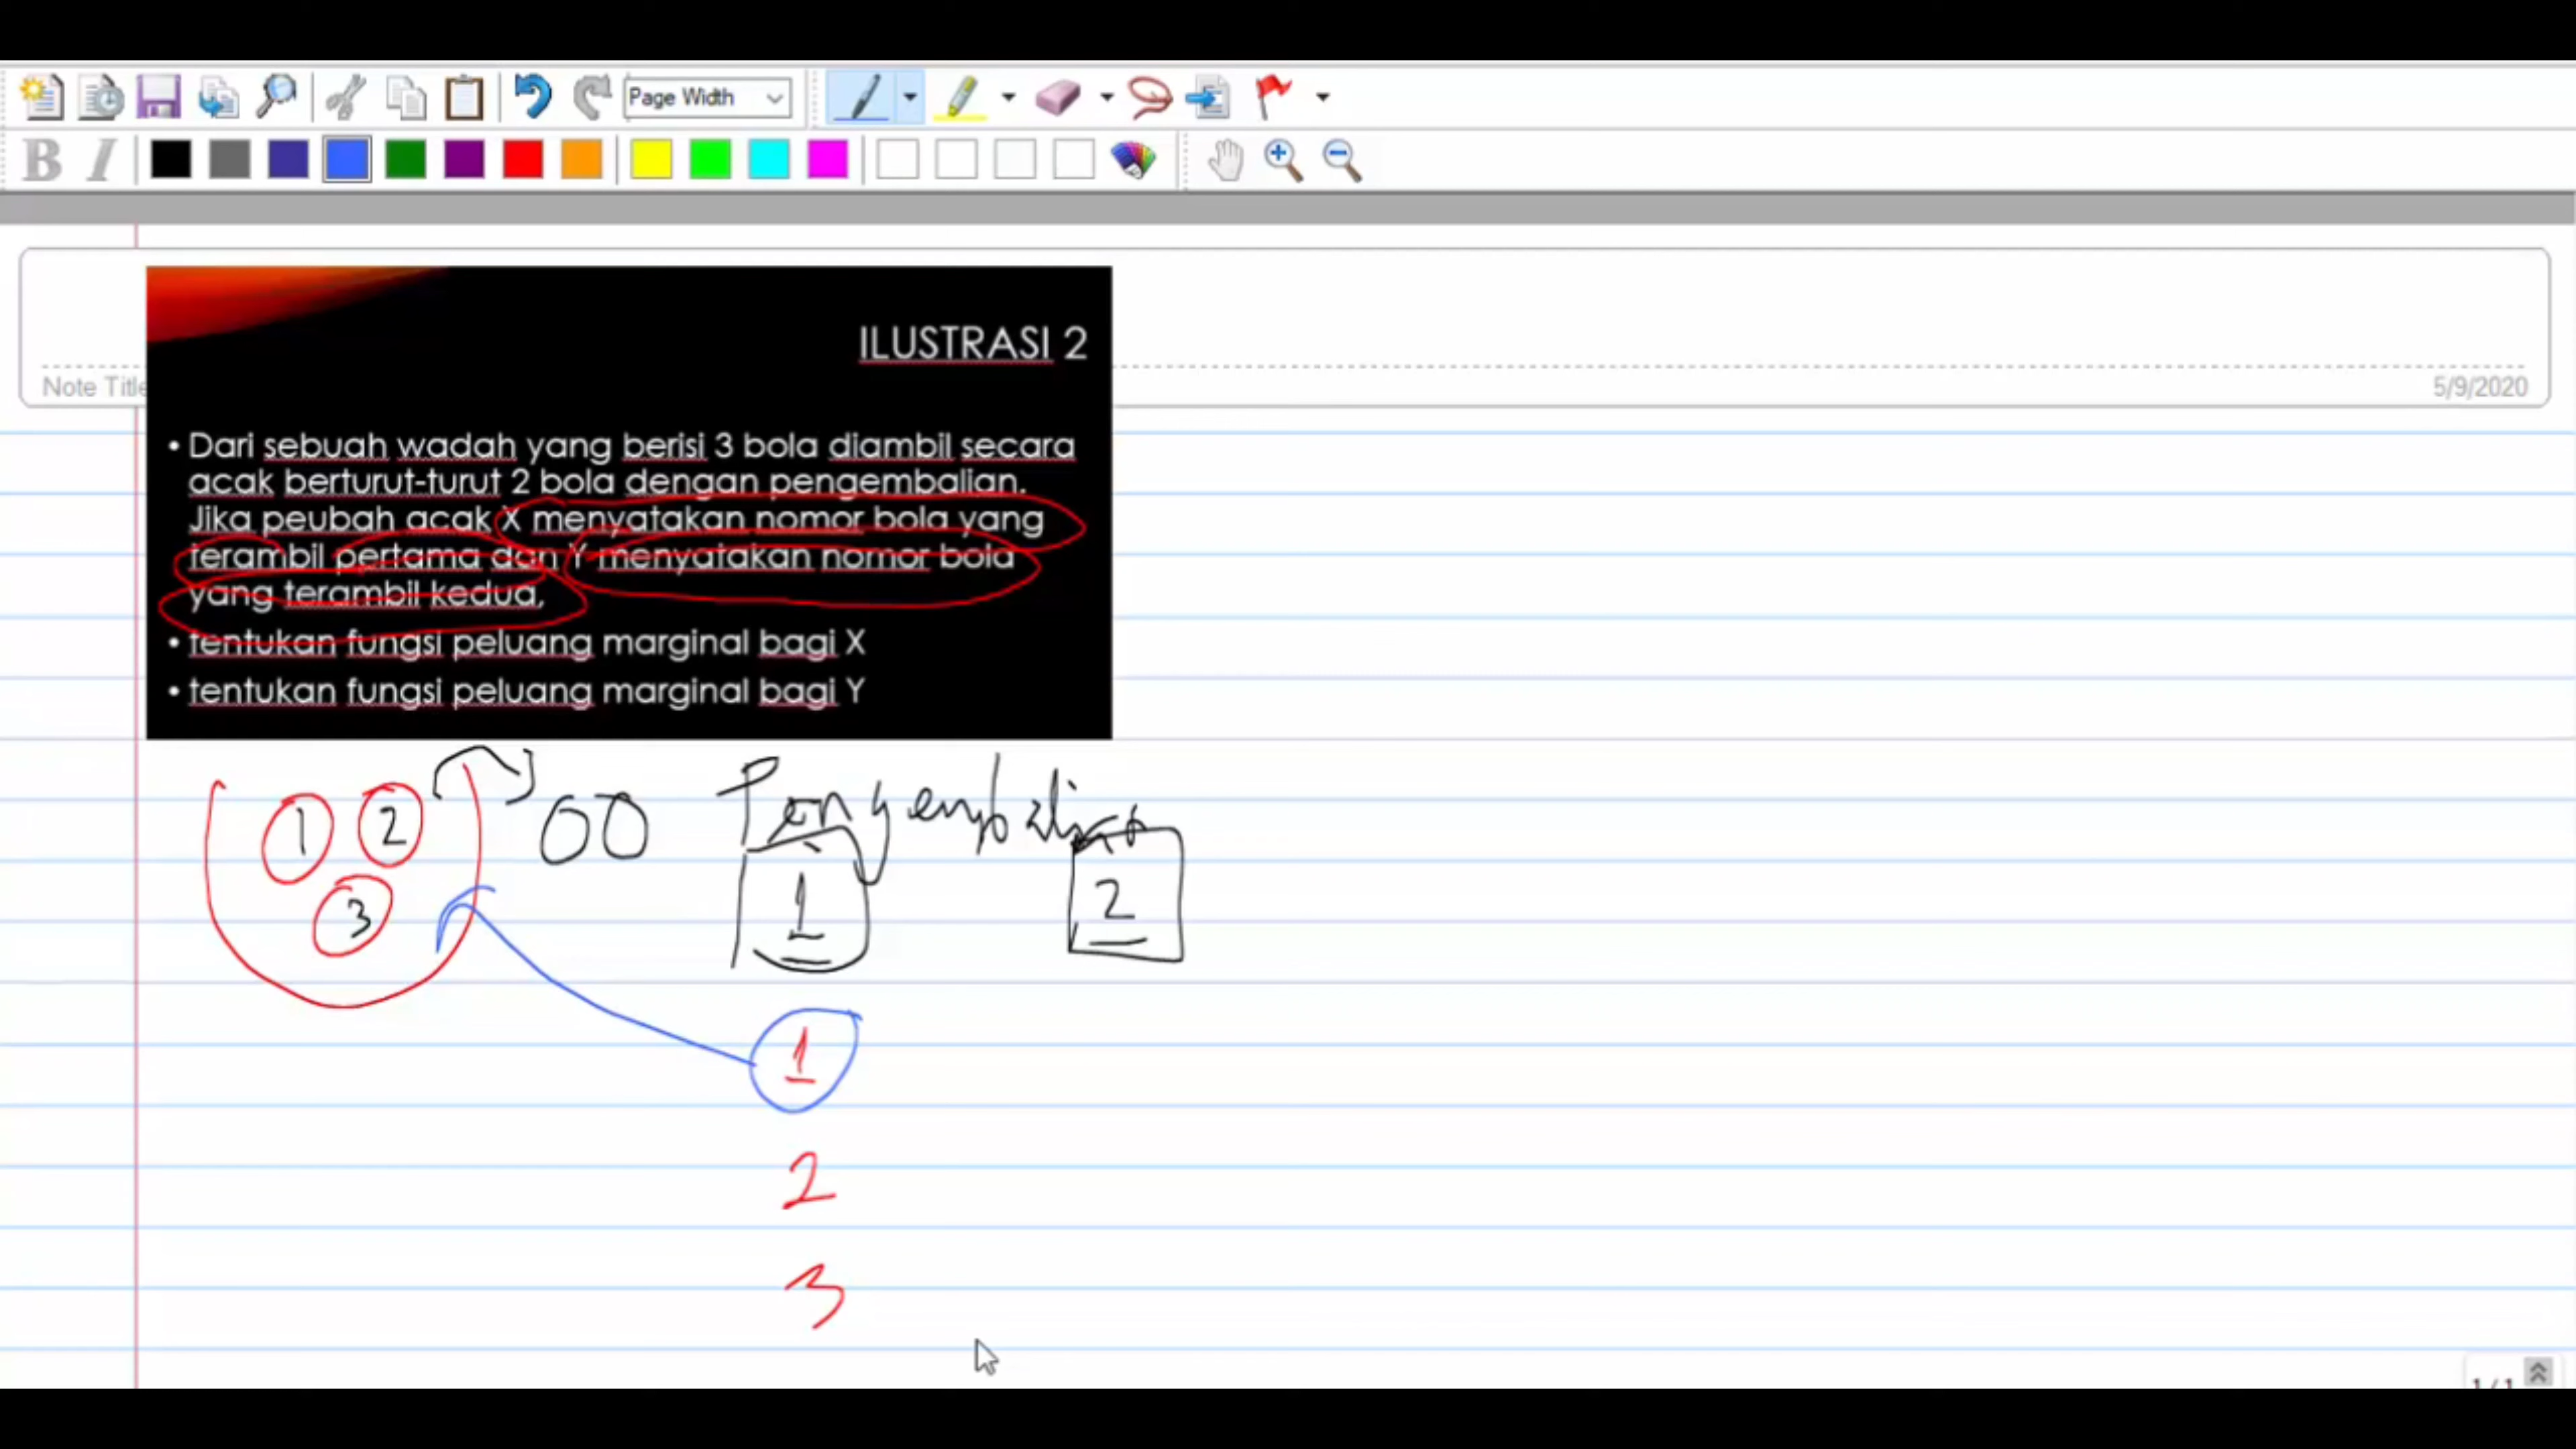 Page Width
B I
ILUSTRASI 2
Note Title
5/9/2020
• Dari sebuah wadah yang berisi 3 bola diambil secara
acak berturut-turut 2 bola dengan pengembalian.
Jika peubah acak X menyatakan nomor bola yang
terambil pertama dan Y menyatakan nomor bola
yang terambil kedua,
• tentukan fungsi peluang marginal bagi X
• tentukan fungsi peluang marginal bagi Y
Pengembalian
1 2
3
1 2
1
2
3
1/1